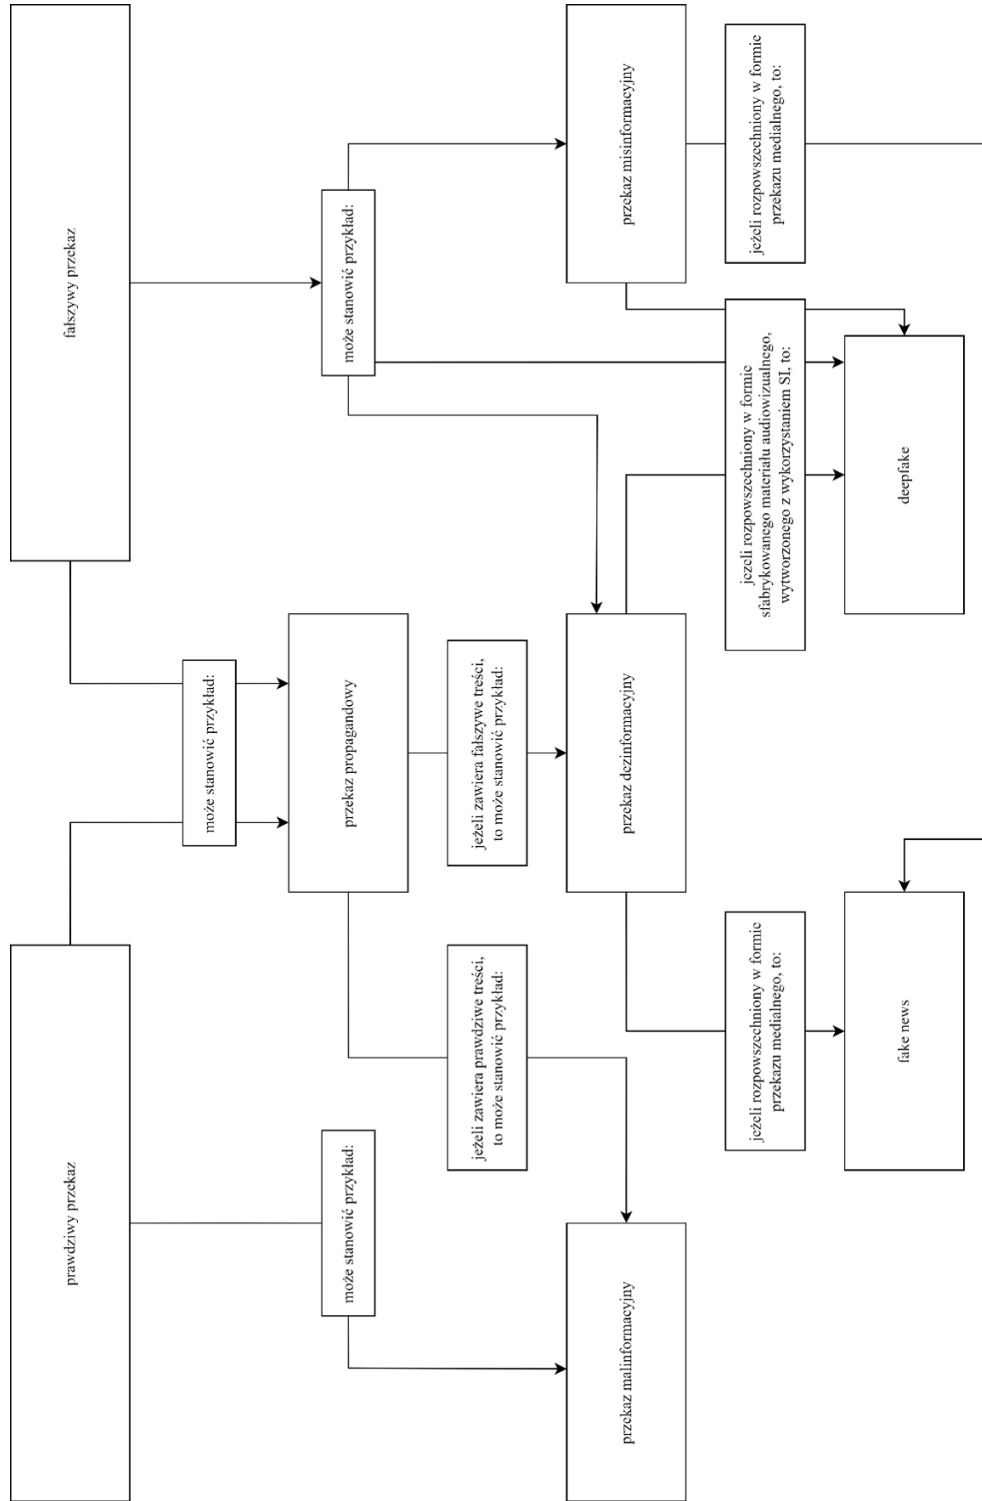 prawdziwy przekaz
fałszywy przekaz
może stanowić przykład:
przekaz propagandowy
może stanowić przykład:
jeżeli zawiera prawdziwe treści,
to może stanowić przykład:
jeżeli zawiera fałszywe treści,
to może stanowić przykład:
może stanowić przykład:
przekaz malinformacyjny
przekaz dezinformacyjny
przekaz misinformacyjny
jeżeli rozpowszechniony w formie
przekazu medialnego, to:
jeżeli rozpowszechniony w formie
sfabrykowanego materiału audiowizualnego,
wytworzonego z wykorzystaniem SI, to:
jeżeli rozpowszechniony w formie
przekazu medialnego, to:
fake news
deepfake